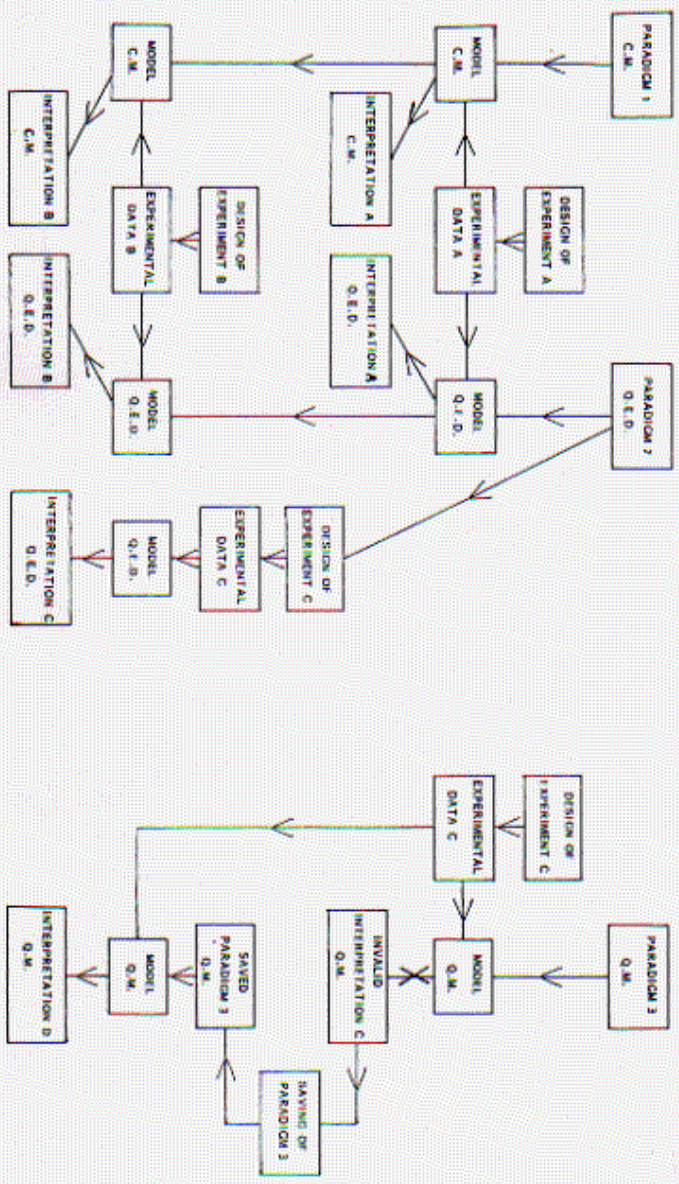 PARADIGM 1
C.M.
PARADIGM 2
Q.E.D.
PARADIGM 3
Q.M.
DESIGN OF
EXPERIMENT A
DESIGN OF
EXPERIMENT C
MODEL
C.M.
EXPERIMENTAL
DATA A
MODEL
Q.E.D.
EXPERIMENTAL
DATA C
MODEL
Q.M.
INTERPRETATION A
C.M.
INTERPRETATION A
Q.E.D.
INVALID
INTERPRETATION C
Q.M.
DESIGN OF
EXPERIMENT C
SAVING OF
PARADIGM 3
DESIGN OF
EXPERIMENT B
EXPERIMENTAL
DATA C
SAVED
PARADIGM 3
Q.M.
MODEL
C.M.
EXPERIMENTAL
DATA B
MODEL
Q.E.D.
MODEL
Q.E.D.
MODEL
Q.M.
INTERPRETATION B
C.M.
INTERPRETATION B
Q.E.D.
INTERPRETATION C
Q.E.D.
INTERPRETATION D
Q.M.